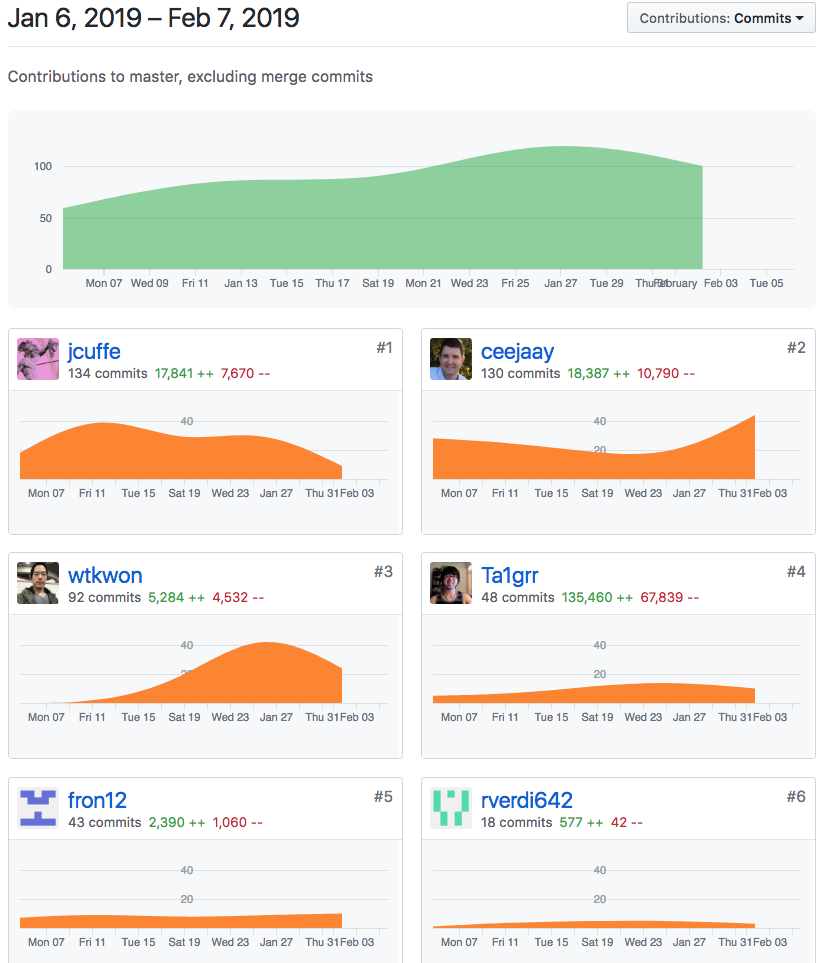 Jan 6, 2019 – Feb 7, 2019
Contributions: Commits
Contributions to master, excluding merge commits
100
50
0
Mon 07 Wed 09 Fri 11 Jan 13 Tue 15 Thu 17 Sat 19 Mon 21 Wed 23 Fri 25 Jan 27 Tue 29 Thu 31 February Feb 03 Tue 05
jcuffe #1
134 commits 17,841 ++ 7,670 --
40
Mon 07 Fri 11 Tue 15 Sat 19 Wed 23 Jan 27 Thu 31 Feb 03
ceejaay #2
130 commits 18,387 ++ 10,790 --
40
20
Mon 07 Fri 11 Tue 15 Sat 19 Wed 23 Jan 27 Thu 31 Feb 03
wtkwon #3
92 commits 5,284 ++ 4,532 --
40
20
Mon 07 Fri 11 Tue 15 Sat 19 Wed 23 Jan 27 Thu 31 Feb 03
Ta1grr #4
48 commits 135,460 ++ 67,839 --
40
20
Mon 07 Fri 11 Tue 15 Sat 19 Wed 23 Jan 27 Thu 31 Feb 03
fron12 #5
43 commits 2,390 ++ 1,060 --
40
20
Mon 07 Fri 11 Tue 15 Sat 19 Wed 23 Jan 27 Thu 31 Feb 03
rverdi642 #6
18 commits 577 ++ 42 --
40
20
Mon 07 Fri 11 Tue 15 Sat 19 Wed 23 Jan 27 Thu 31 Feb 03